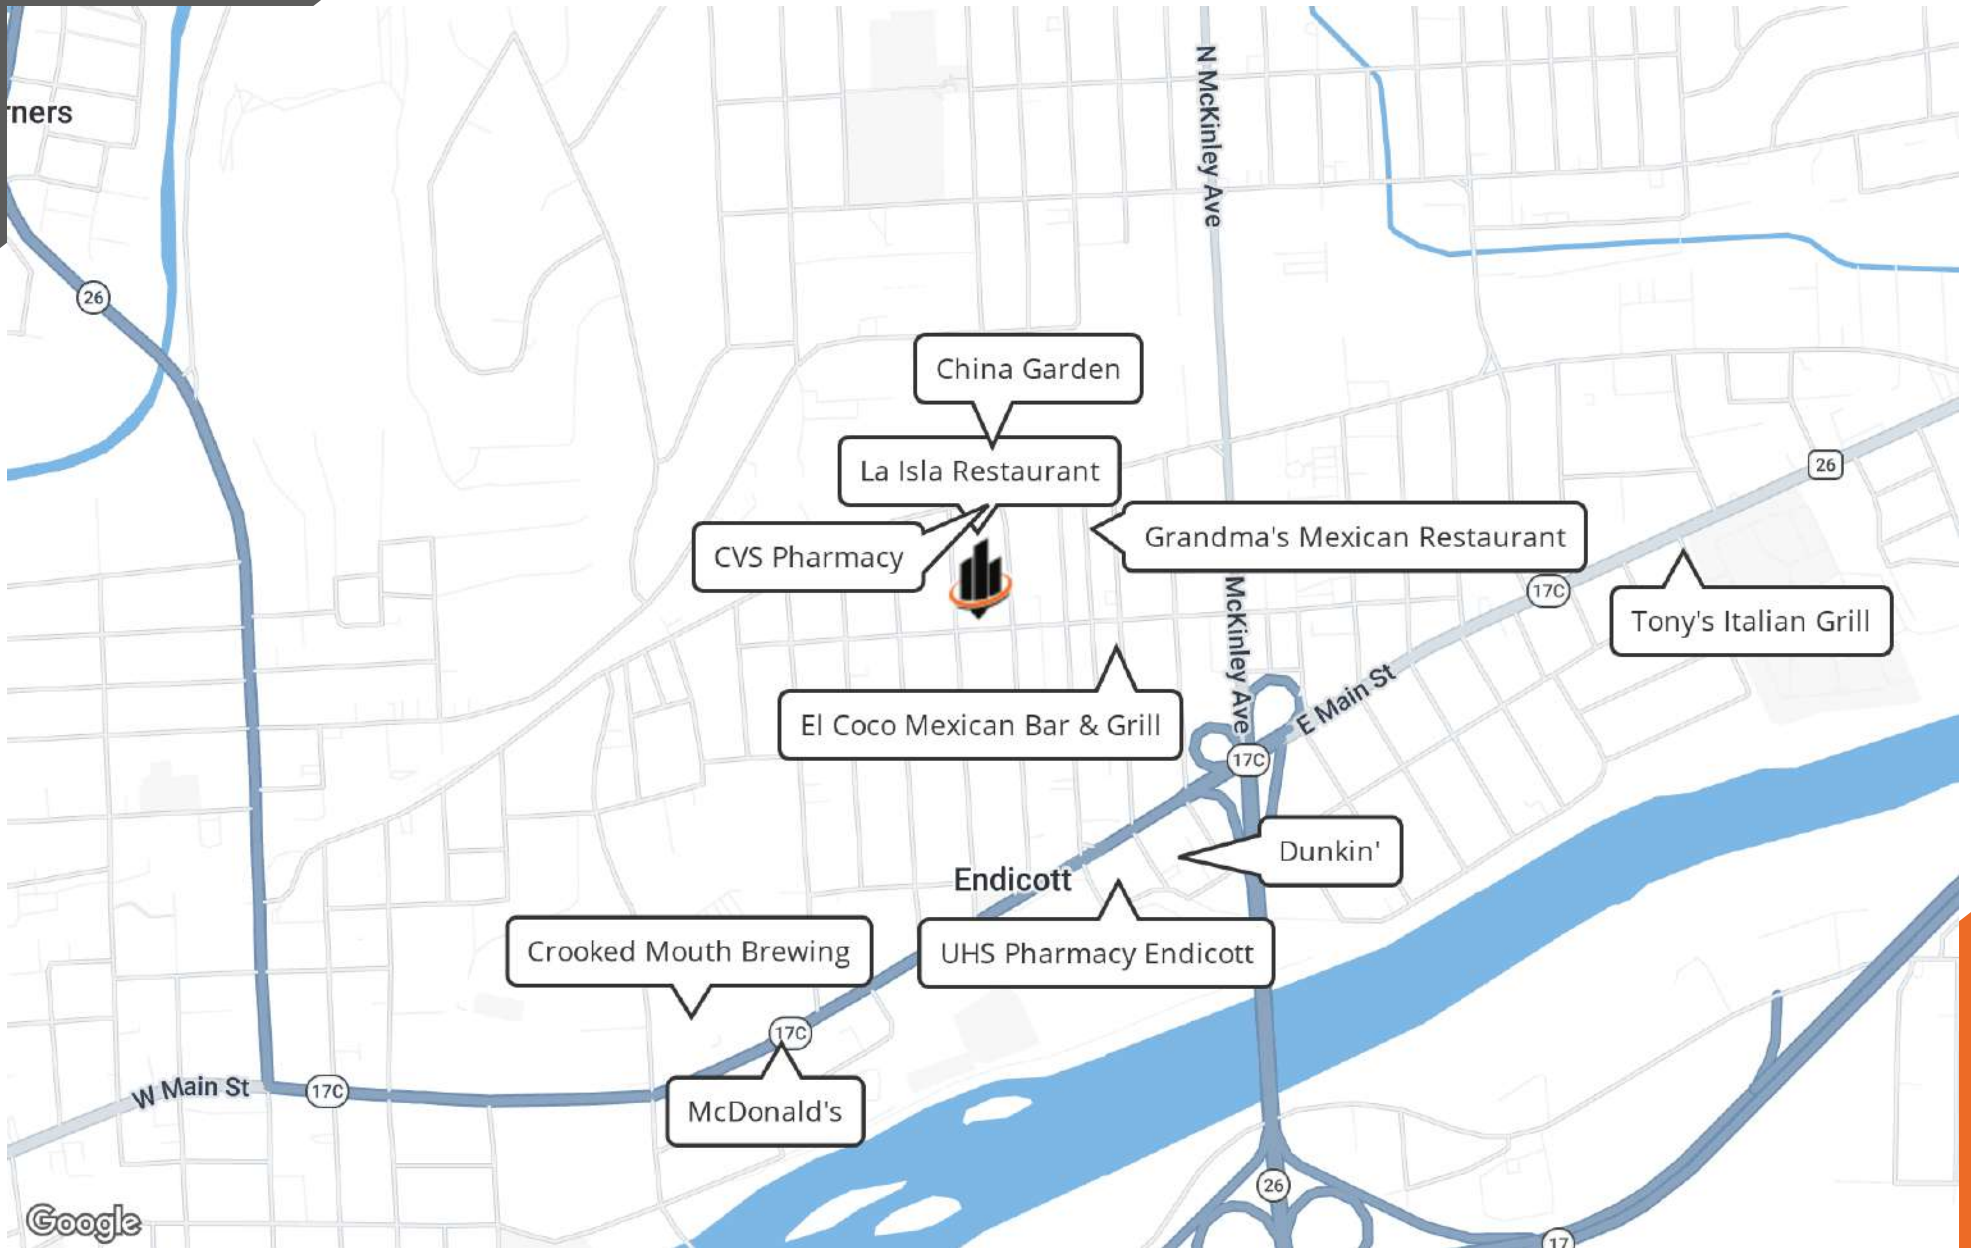 rners
N McKinley Ave
26
China Garden
La Isla Restaurant
26
Grandma's Mexican Restaurant
CVS Pharmacy
17C
Tony's Italian Grill
McKinley Ave
El Coco Mexican Bar & Grill
E Main St
17C
Dunkin'
Endicott
Crooked Mouth Brewing
UHS Pharmacy Endicott
17C
W Main St
17C
McDonald's
26
Google
17